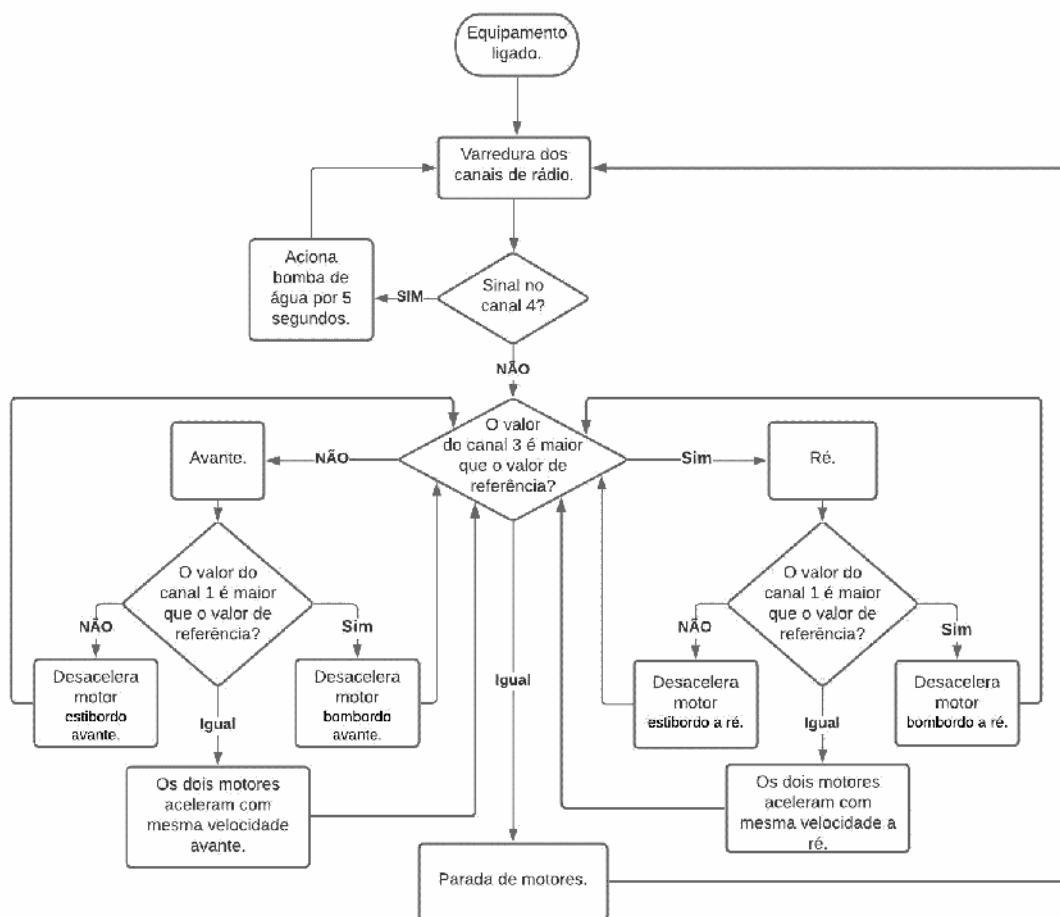 Equipamento
ligado.
Varredura dos
canais de rádio.
Aciona
bomba de
água por 5
segundos.
SIM
Sinal no
canal 4?
NÃO
O valor
do canal 3 é maior
que o valor de
referência?
Avante.
NÃO
Sim
Ré.
O valor do
canal 1 é maior
que o valor de
referência?
NÃO
Sim
Desacelera
motor
estibordo
avante.
Desacelera
motor
bombordo
avante.
Igual
Os dois motores
aceleram com
mesma velocidade
avante.
Igual
O valor do
canal 1 é maior
que o valor de
referência?
NÃO
Sim
Desacelera
motor
estibordo a ré.
Desacelera
motor
bombordo a ré.
Igual
Os dois motores
aceleram com
mesma velocidade a
ré.
Parada de motores.